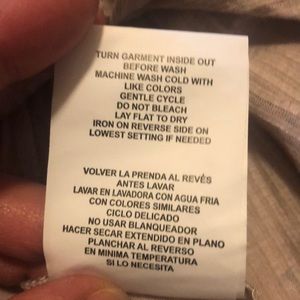 TURN GARMENT INSIDE OUT
BEFORE WASH
MACHINE WASH COLD WITH
LIKE COLORS
GENTLE CYCLE
DO NOT BLEACH
LAY FLAT TO DRY
IRON ON REVERSE SIDE ON
LOWEST SETTING IF NEEDED
VOLVER LA PRENDA AL REVÉS
ANTES LAVAR
LAVAR EN LAVADORA CON AGUA FRIA
CON COLORES SIMILARES
CICLO DELICADO
NO USAR BLANQUEADOR
HACER SECAR EXTENDIDO EN PLANO
PLANCHAR AL REVERSO
EN MINIMA TEMPERATURA
SI LO NECESITA